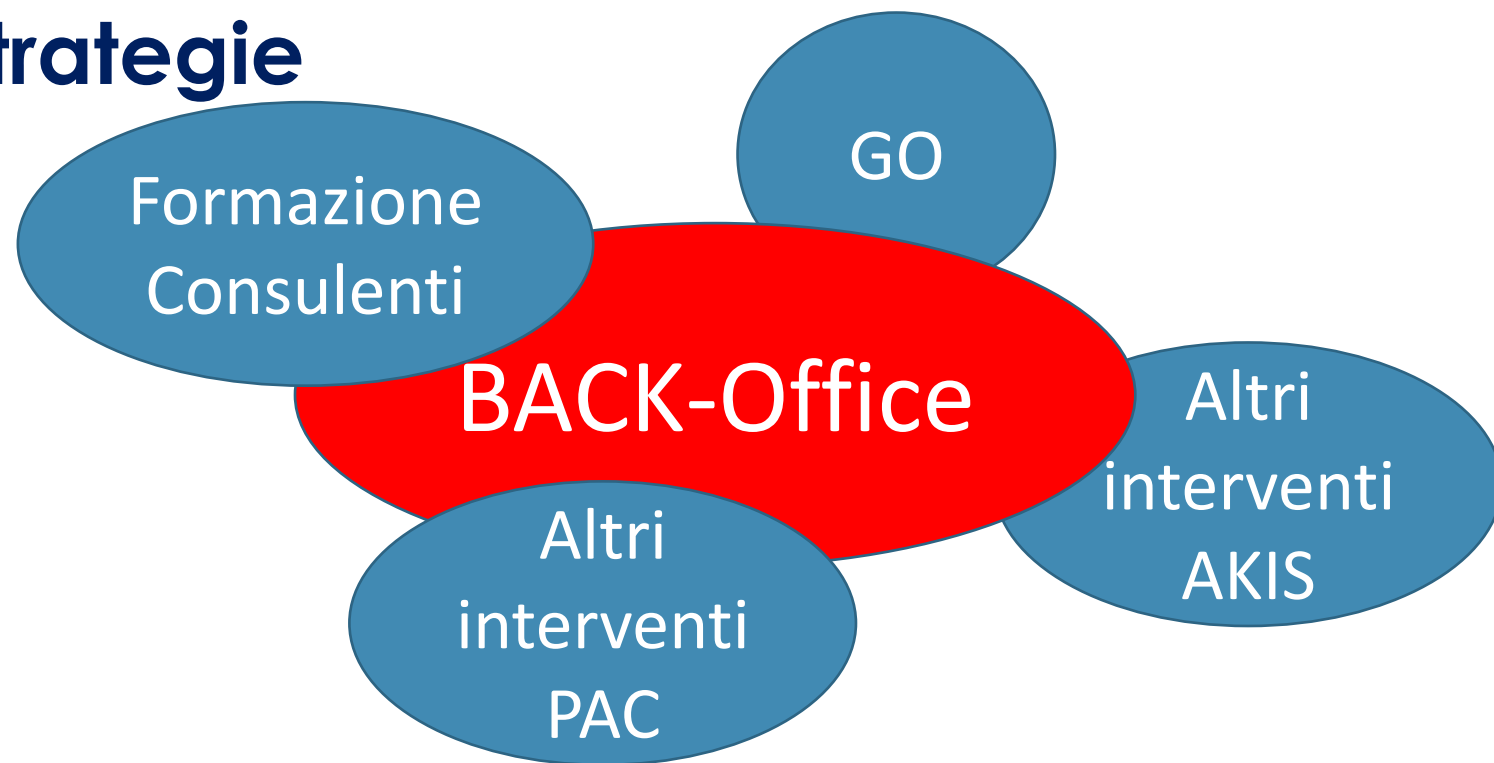 trategie
GO
Formazione
Consulenti
BACK-Office
Altri
interventi
AKIS
Altri
interventi
PAC